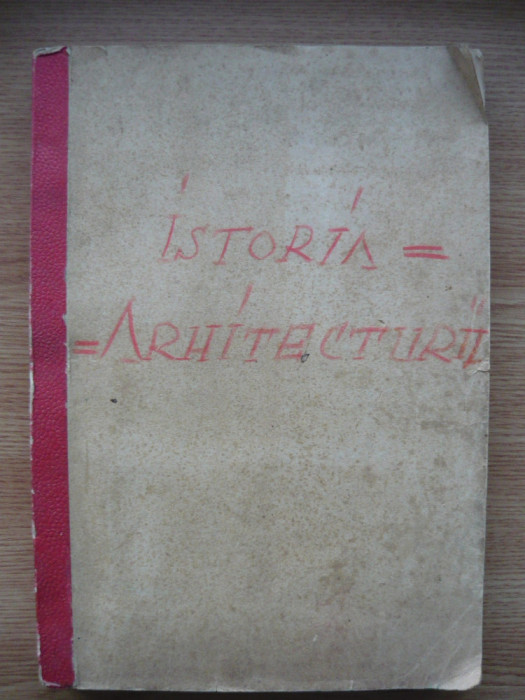 ISTORIA =
=ARHITECTURII